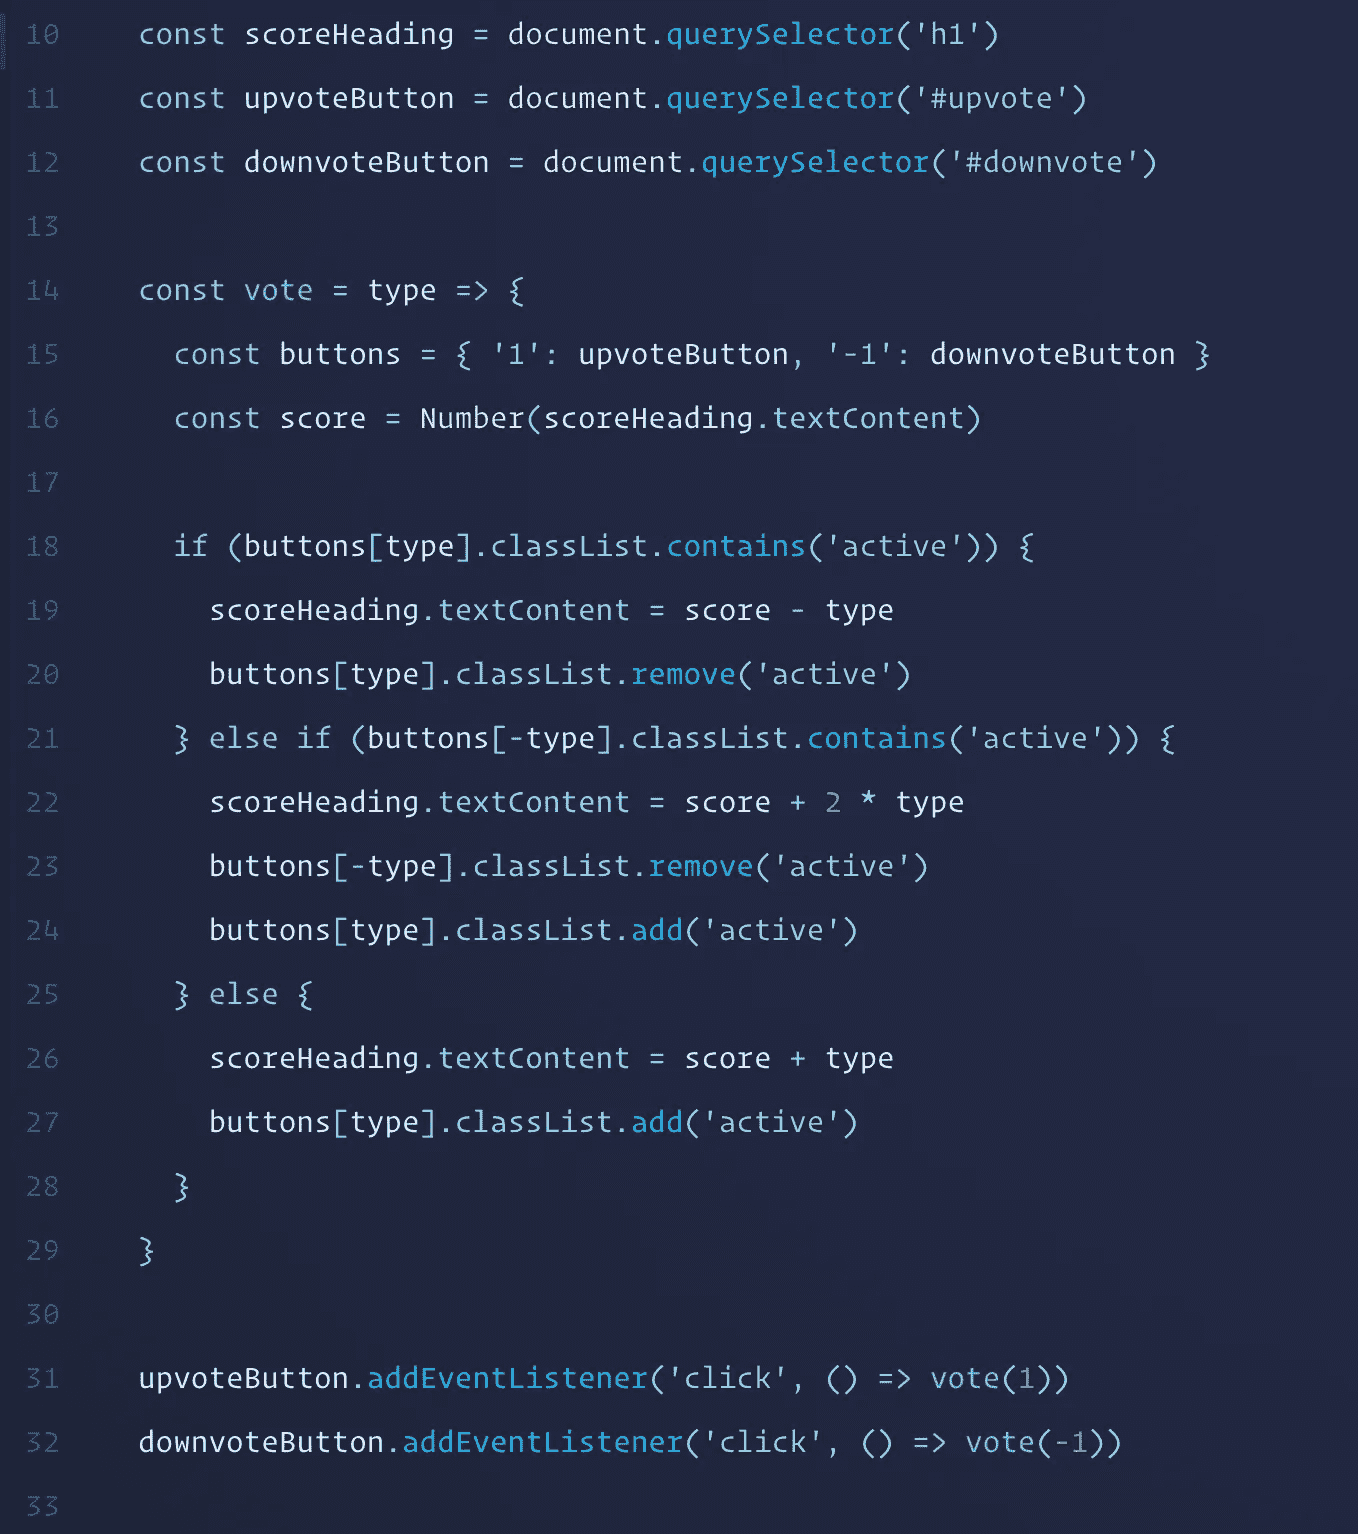 10 const scoreHeading = document.querySelector('h1')
11 const upvoteButton = document.querySelector('#upvote')
12 const downvoteButton = document.querySelector('#downvote')
13
14 const vote = type => {
15 const buttons = { '1': upvoteButton, '-1': downvoteButton }
16 const score = Number(scoreHeading.textContent)
17
18 if (buttons[type].classList.contains('active')) {
19 scoreHeading.textContent = score - type
20 buttons[type].classList.remove('active')
21 } else if (buttons[-type].classList.contains('active')) {
22 scoreHeading.textContent = score + 2 * type
23 buttons[-type].classList.remove('active')
24 buttons[type].classList.add('active')
25 } else {
26 scoreHeading.textContent = score + type
27 buttons[type].classList.add('active')
28 }
29 }
30
31 upvoteButton.addEventListener('click', () => vote(1))
32 downvoteButton.addEventListener('click', () => vote(-1))
33